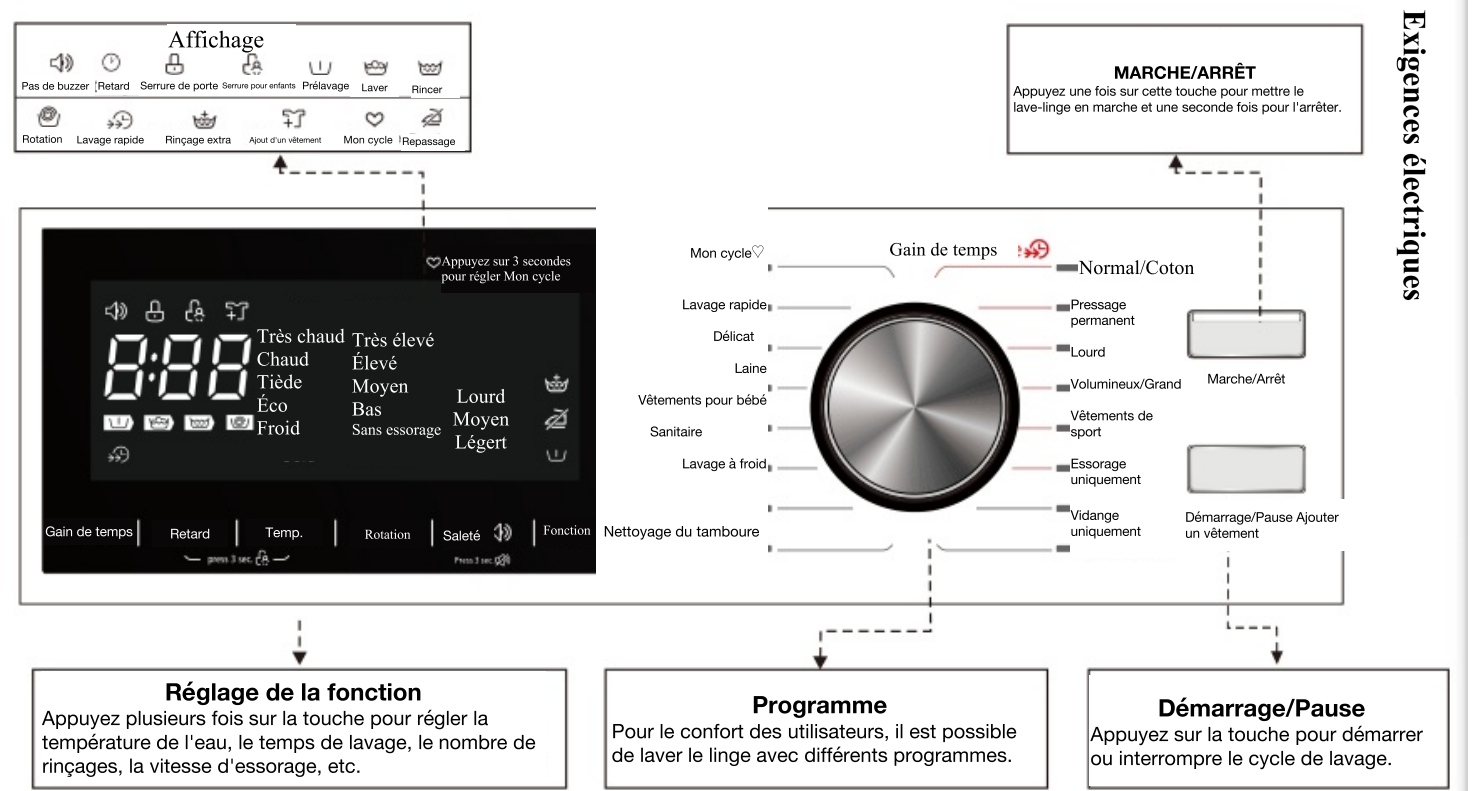 Affichage
Pas de buzzer Retard Serrure de porte Serrure pour enfants Prélavage Laver Rincer
Rotation Lavage rapide Rinçage extra Ajout d'un vêtement Mon cycle Repassage
MARCHE/ARRÊT
Appuyez une fois sur cette touche pour mettre le
lave-linge en marche et une seconde fois pour l'arrêter.
Exigences électriques
Appuyez sur 3 secondes
pour régler Mon cycle
8:88
Très chaud
Chaud
Tiède
Éco
Froid
Très élevé
Élevé
Moyen
Bas
Sans essorage
Lourd
Moyen
Légert
Gain de temps Retard Temp. Rotation Saleté Fonction
press 3 sec.
Press 3 sec.
Mon cycle♡
Lavage rapide
Délicat
Laine
Vêtements pour bébé
Sanitaire
Lavage à froid
Nettoyage du tamboure
Gain de temps
Normal/Coton
Pressage
permanent
Lourd
Volumineux/Grand
Vêtements de
sport
Essorage
uniquement
Vidange
uniquement
Marche/Arrêt
Démarrage/Pause Ajouter
un vêtement
Réglage de la fonction
Appuyez plusieurs fois sur la touche pour régler la
température de l'eau, le temps de lavage, le nombre de
rinçages, la vitesse d'essorage, etc.
Programme
Pour le confort des utilisateurs, il est possible
de laver le linge avec différents programmes.
Démarrage/Pause
Appuyez sur la touche pour démarrer
ou interrompre le cycle de lavage.